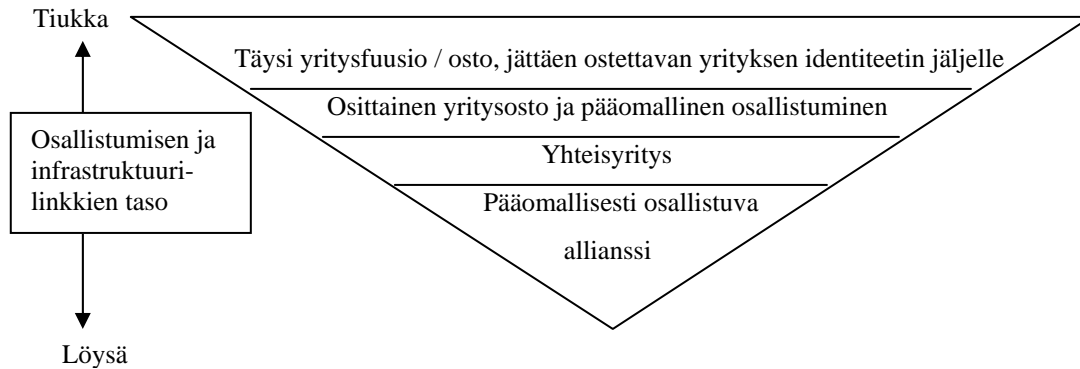 Tiukka
Täysi yritysfuusio / osto, jättäen ostettavan yrityksen identiteetin jäljelle
Osittainen yritysosto ja pääomallinen osallistuminen
Osallistumisen ja
infrastruktuuri-
linkkien taso
Yhteisyritys
Pääomallisesti osallistuva
allianssi
Löysä